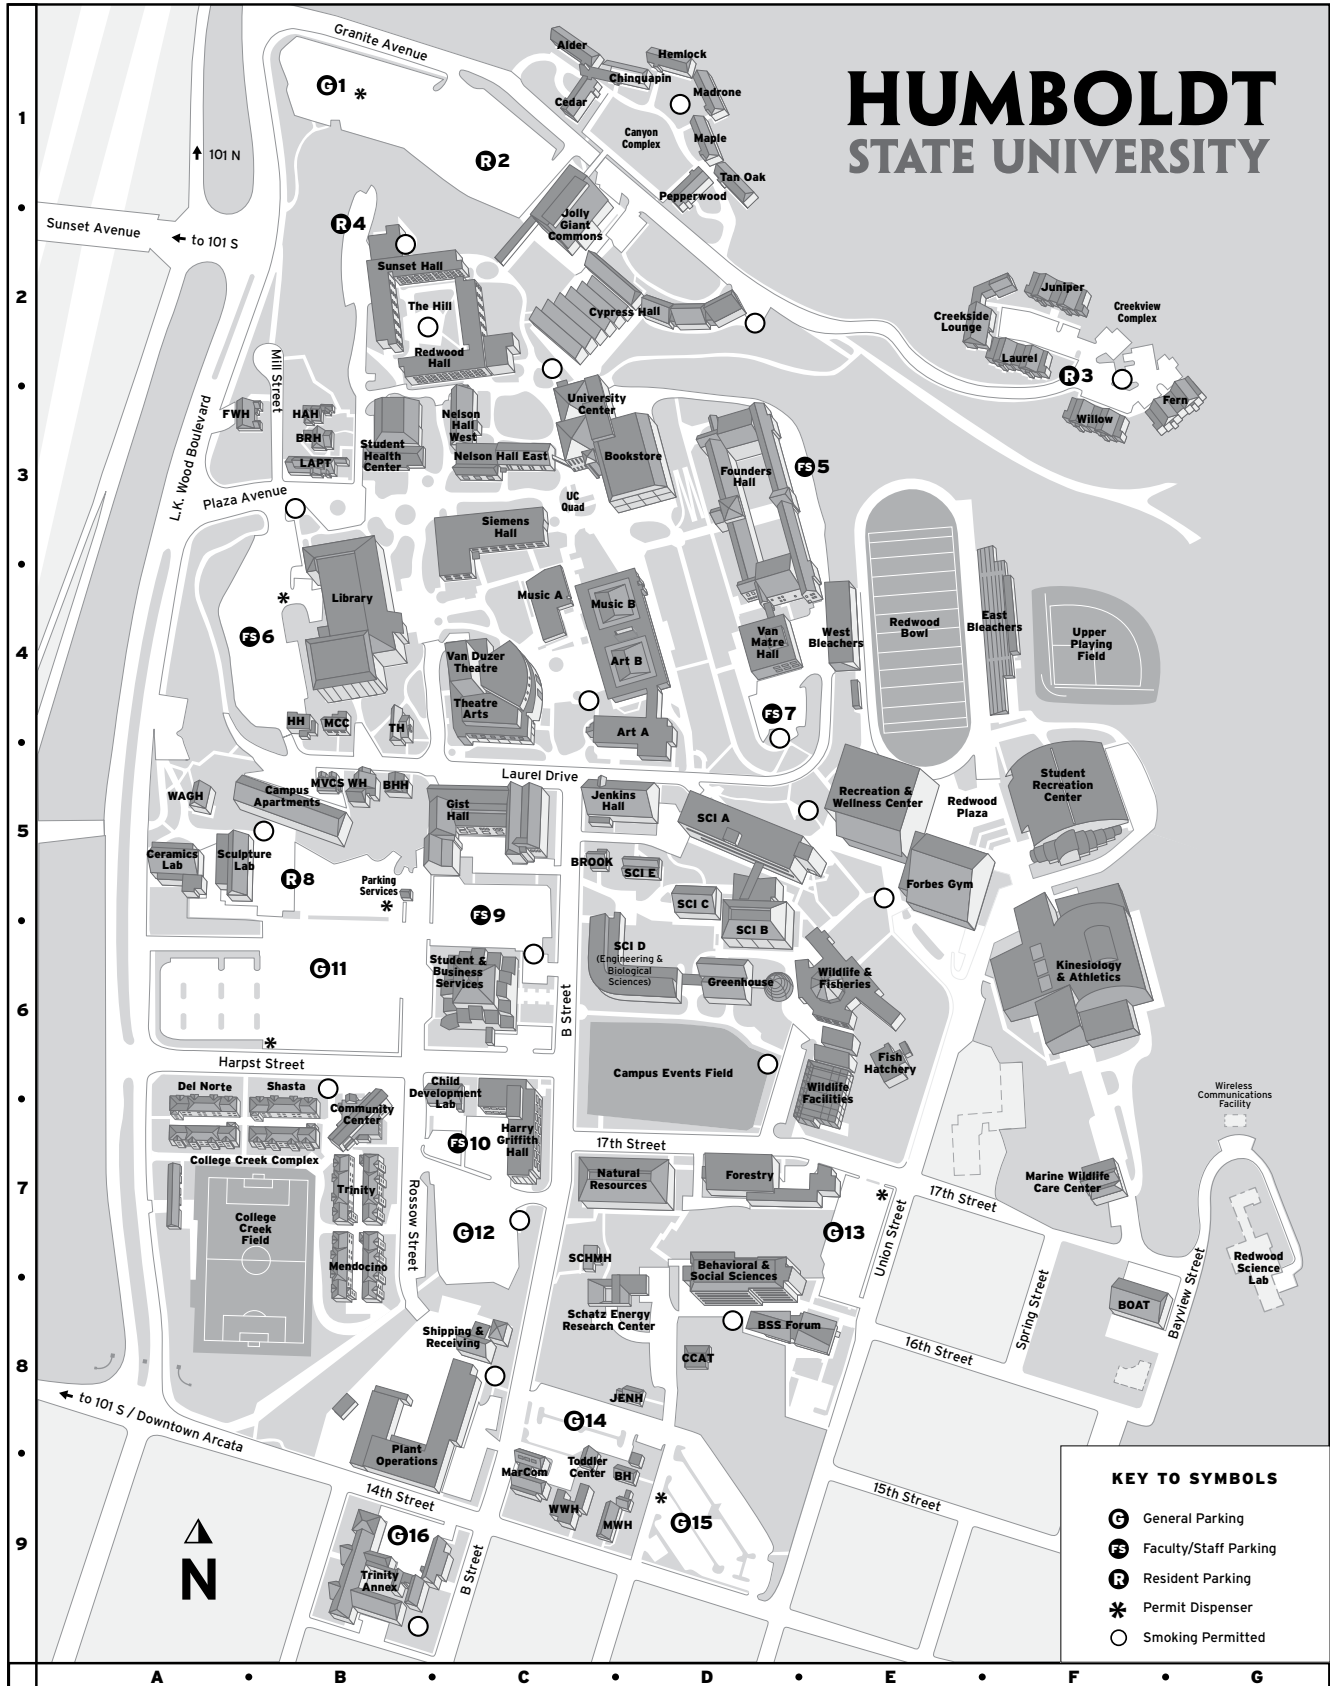 HUMBOLDT
STATE UNIVERSITY
Granite Avenue
Alder
Hemlock
Chinquapin
Cedar
Madrone
Canyon
Complex
Maple
Tan Oak
Pepperwood
G1
*
R2
1
101 N
Sunset Avenue
to 101 S
R4
Jolly
Giant
Commons
Sunset Hall
The Hill
Redwood
Hall
Cypress Hall
2
Juniper
Creekside
Lounge
Creekview
Complex
Laurel
R3
Fern
Willow
Mill Street
L.K. Wood Boulevard
FWH
HAH
BRH
LAPT
Student
Health
Center
Nelson
Hall
West
Nelson Hall East
University
Center
Bookstore
Founders
Hall
FS5
3
Plaza Avenue
UC
Quad
Siemens
Hall
Library
*
FS6
Music A
Music B
Art B
Van
Matre
Hall
West
Bleachers
Redwood
Bowl
East
Bleachers
Upper
Playing
Field
4
Van Duzer
Theatre
Theatre
Arts
HH
MCC
TH
Art A
FS7
Laurel Drive
WAGH
Campus
Apartments
MVCS
WH
BHH
Gist
Hall
Jenkins
Hall
SCI A
Recreation &
Wellness Center
Redwood
Plaza
Student
Recreation
Center
5
Ceramics
Lab
Sculpture
Lab
R8
Parking
Services
*
BROOK
SCI E
SCI C
SCI B
Forbes Gym
FS9
G11
Student &
Business
Services
SCI D
(Engineering &
Biological
Sciences)
Greenhouse
Wildlife &
Fisheries
Kinesiology
& Athletics
6
B Street
*
Harpst Street
Campus Events Field
Fish
Hatchery
Wildlife
Facilities
Wireless
Communications
Facility
Del Norte
Shasta
Community
Center
Child
Development
Lab
FS10
Harry
Griffith
Hall
College Creek Complex
17th Street
Natural
Resources
Forestry
*
Marine Wildlife
Care Center
7
Trinity
Rossow Street
College
Creek
Field
G12
G13
17th Street
Union Street
Mendocino
SCHMH
Behavioral &
Social Sciences
Schatz Energy
Research Center
BSS Forum
Redwood
Science
Lab
BOAT
Spring Street
Bayview Street
Shipping &
Receiving
16th Street
8
to 101 S / Downtown Arcata
CCAT
JENH
G14
Plant
Operations
MarCom
Toddler
Center
BH
WWH
MWH
*
G15
15th Street
14th Street
9
N
G16
Trinity
Annex
B Street
KEY TO SYMBOLS
G General Parking
FS Faculty/Staff Parking
R Resident Parking
* Permit Dispenser
Smoking Permitted
A • B • C • D • E • F • G